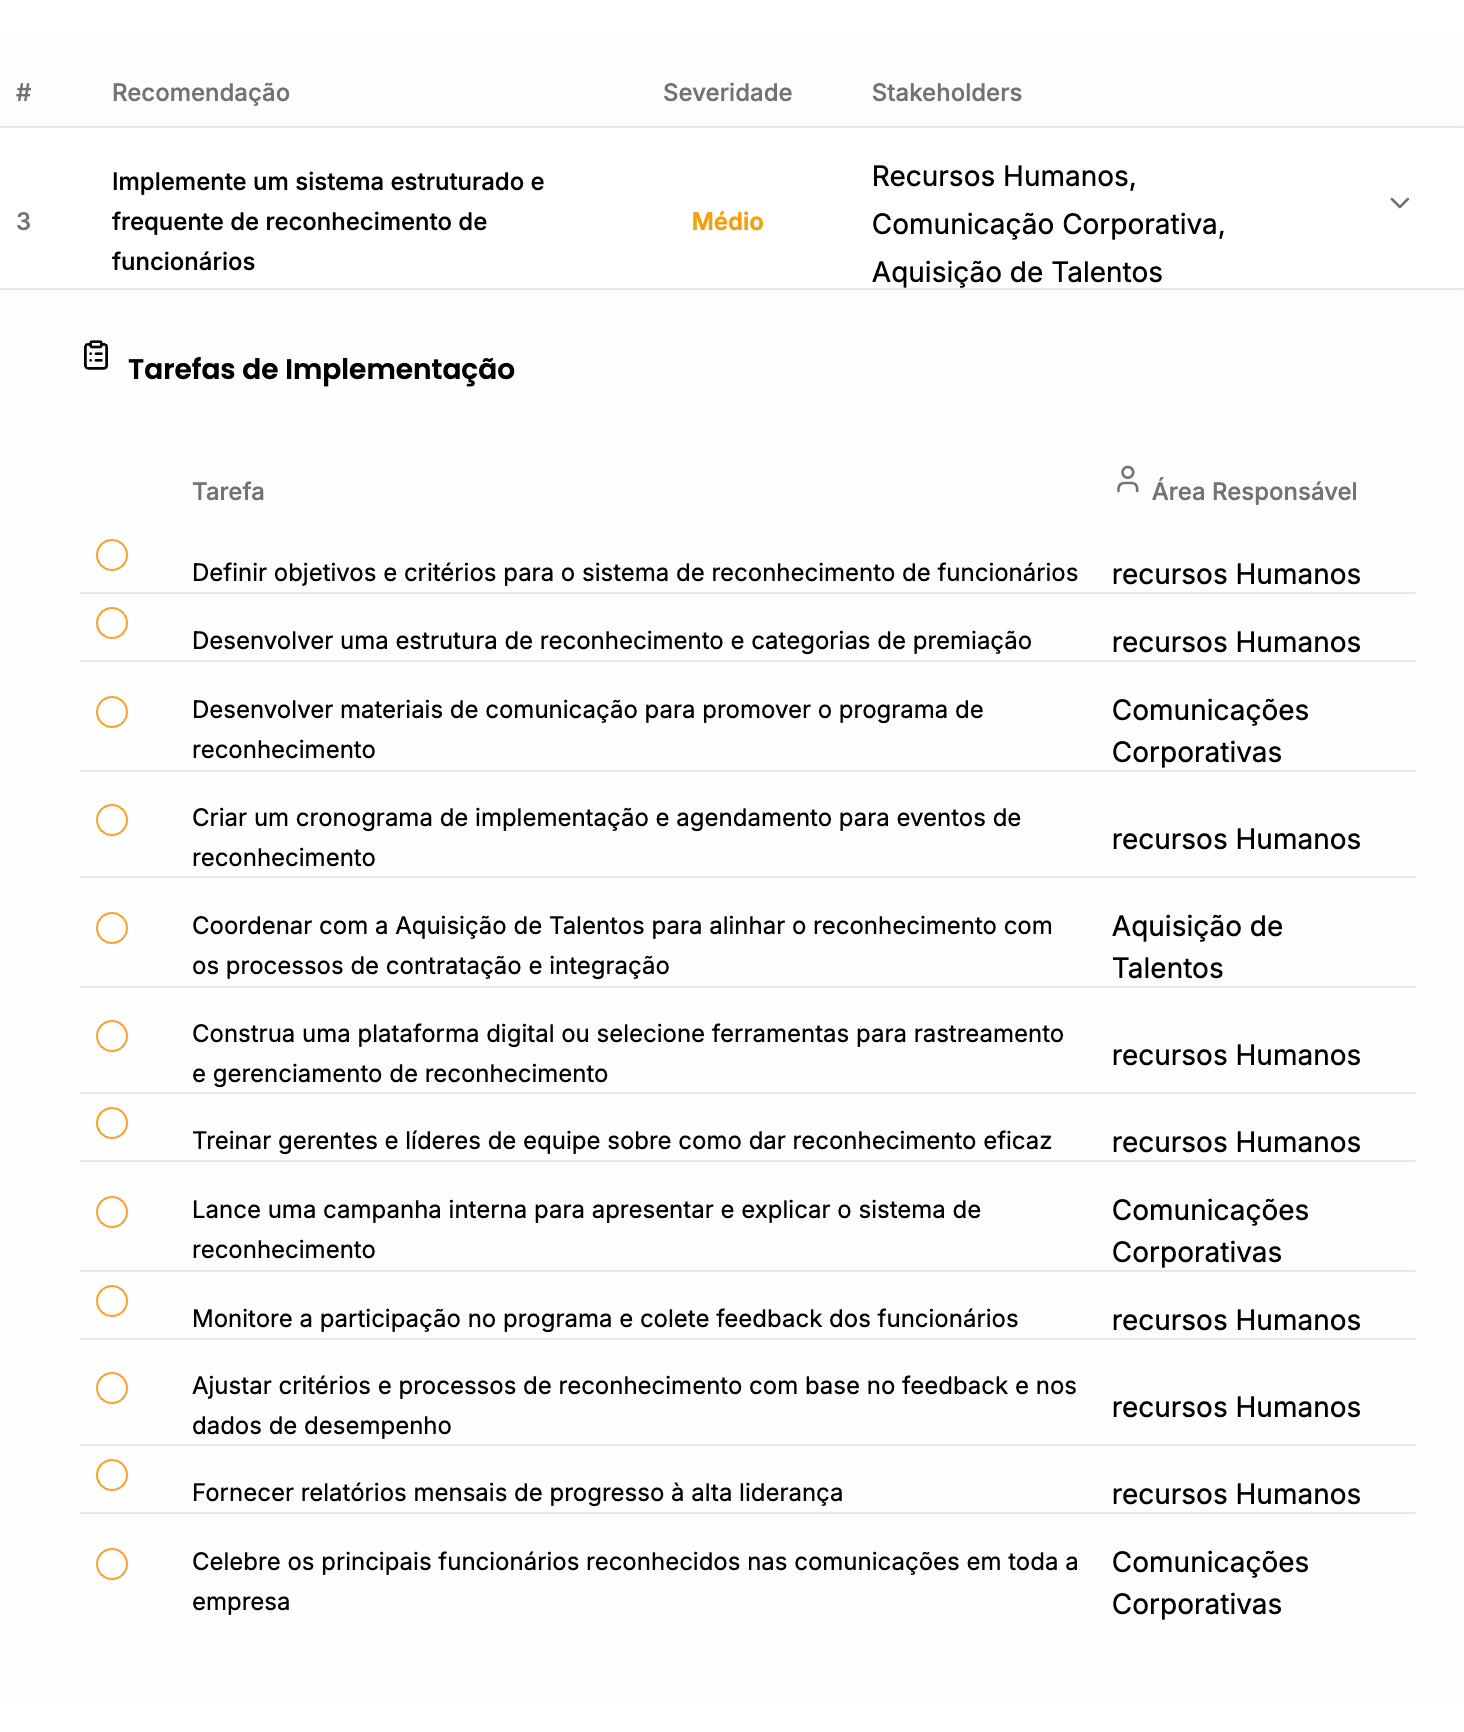 # Recomendação Severidade Stakeholders
3 Implemente um sistema estruturado e
frequente de reconhecimento de
funcionários
Médio
Recursos Humanos,
Comunicação Corporativa,
Aquisição de Talentos
Tarefas de Implementação
Tarefa Área Responsável
Definir objetivos e critérios para o sistema de reconhecimento de funcionários recursos Humanos
Desenvolver uma estrutura de reconhecimento e categorias de premiação recursos Humanos
Desenvolver materiais de comunicação para promover o programa de
reconhecimento
Comunicações
Corporativas
Criar um cronograma de implementação e agendamento para eventos de
reconhecimento
recursos Humanos
Coordenar com a Aquisição de Talentos para alinhar o reconhecimento com
os processos de contratação e integração
Aquisição de
Talentos
Construa uma plataforma digital ou selecione ferramentas para rastreamento
e gerenciamento de reconhecimento
recursos Humanos
Treinar gerentes e líderes de equipe sobre como dar reconhecimento eficaz recursos Humanos
Lance uma campanha interna para apresentar e explicar o sistema de
reconhecimento
Comunicações
Corporativas
Monitore a participação no programa e colete feedback dos funcionários recursos Humanos
Ajustar critérios e processos de reconhecimento com base no feedback e nos
dados de desempenho
recursos Humanos
Fornecer relatórios mensais de progresso à alta liderança recursos Humanos
Celebre os principais funcionários reconhecidos nas comunicações em toda a
empresa
Comunicações
Corporativas